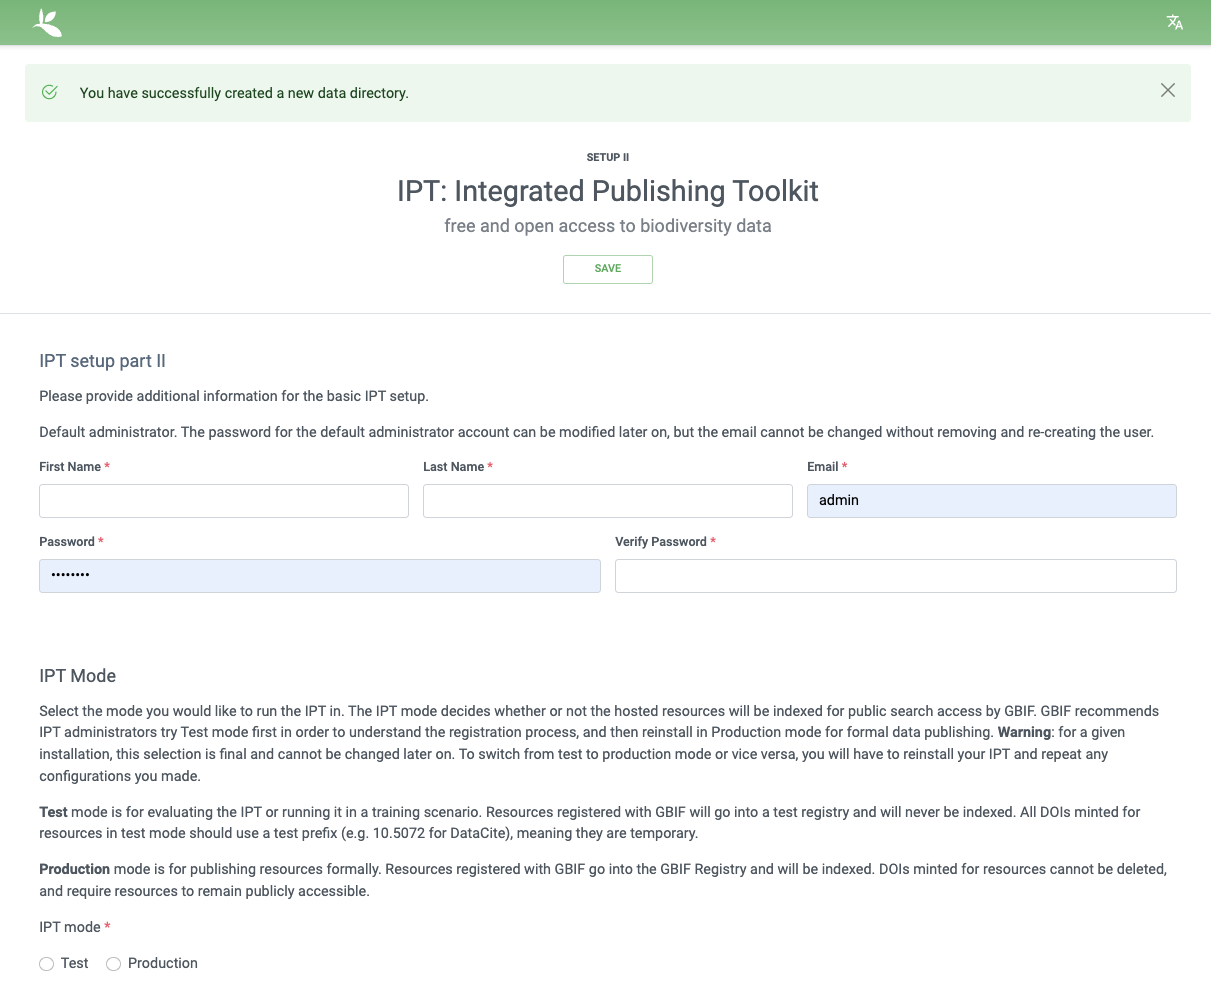 You have successfully created a new data directory.
SETUP II
IPT: Integrated Publishing Toolkit
free and open access to biodiversity data
SAVE
IPT setup part II
Please provide additional information for the basic IPT setup.
Default administrator. The password for the default administrator account can be modified later on, but the email cannot be changed without removing and re-creating the user.
First Name *
Last Name *
Email *
admin
Password *
Verify Password *
••••••••
IPT Mode
Select the mode you would like to run the IPT in. The IPT mode decides whether or not the hosted resources will be indexed for public search access by GBIF. GBIF recommends
IPT administrators try Test mode first in order to understand the registration process, and then reinstall in Production mode for formal data publishing. Warning: for a given
installation, this selection is final and cannot be changed later on. To switch from test to production mode or vice versa, you will have to reinstall your IPT and repeat any
configurations you made.
Test mode is for evaluating the IPT or running it in a training scenario. Resources registered with GBIF will go into a test registry and will never be indexed. All DOIs minted for
resources in test mode should use a test prefix (e.g. 10.5072 for DataCite), meaning they are temporary.
Production mode is for publishing resources formally. Resources registered with GBIF go into the GBIF Registry and will be indexed. DOIs minted for resources cannot be deleted,
and require resources to remain publicly accessible.
IPT mode *
Test
Production